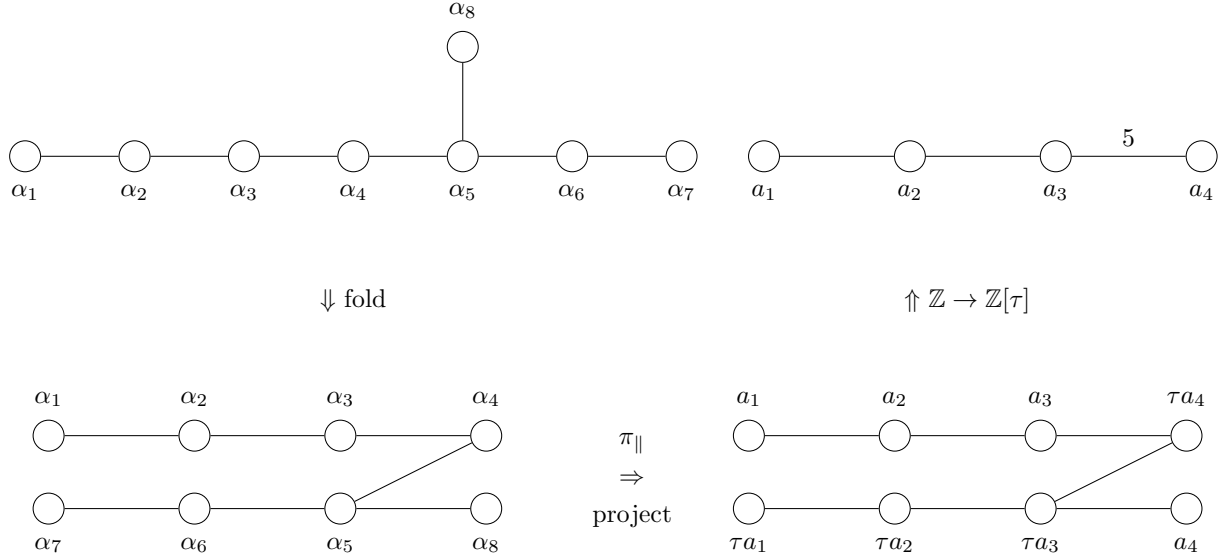 α₈
5
α₁ α₂ α₃ α₄ α₅ α₆ α₇ a₁ a₂ a₃ a₄
⇓ fold ⇑ ℤ → ℤ[τ]
α₁ α₂ α₃ α₄ a₁ a₂ a₃ τa₄
π∥
⇒
project
α₇ α₆ α₅ α₈ τa₁ τa₂ τa₃ a₄